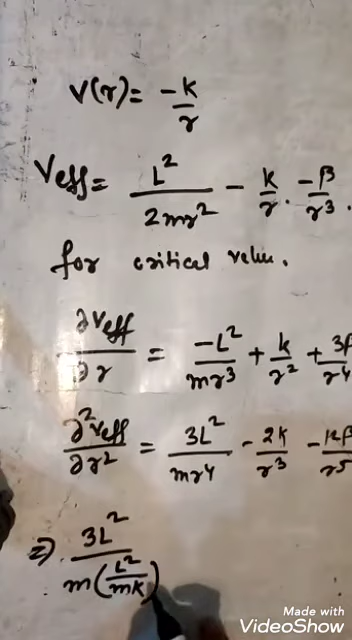 V(r) = -k/r
Veff = L²/2mr² - k/r · -β/r³
for critical value.
∂Veff/∂r = -L²/mr³ + k/r² + 3β/r⁴
∂²Veff/∂r² = 3L²/mr⁴ - 2k/r³ - 12β/r⁵
⇒ 3L²/m(L²/mk)
Made with
VideoShow